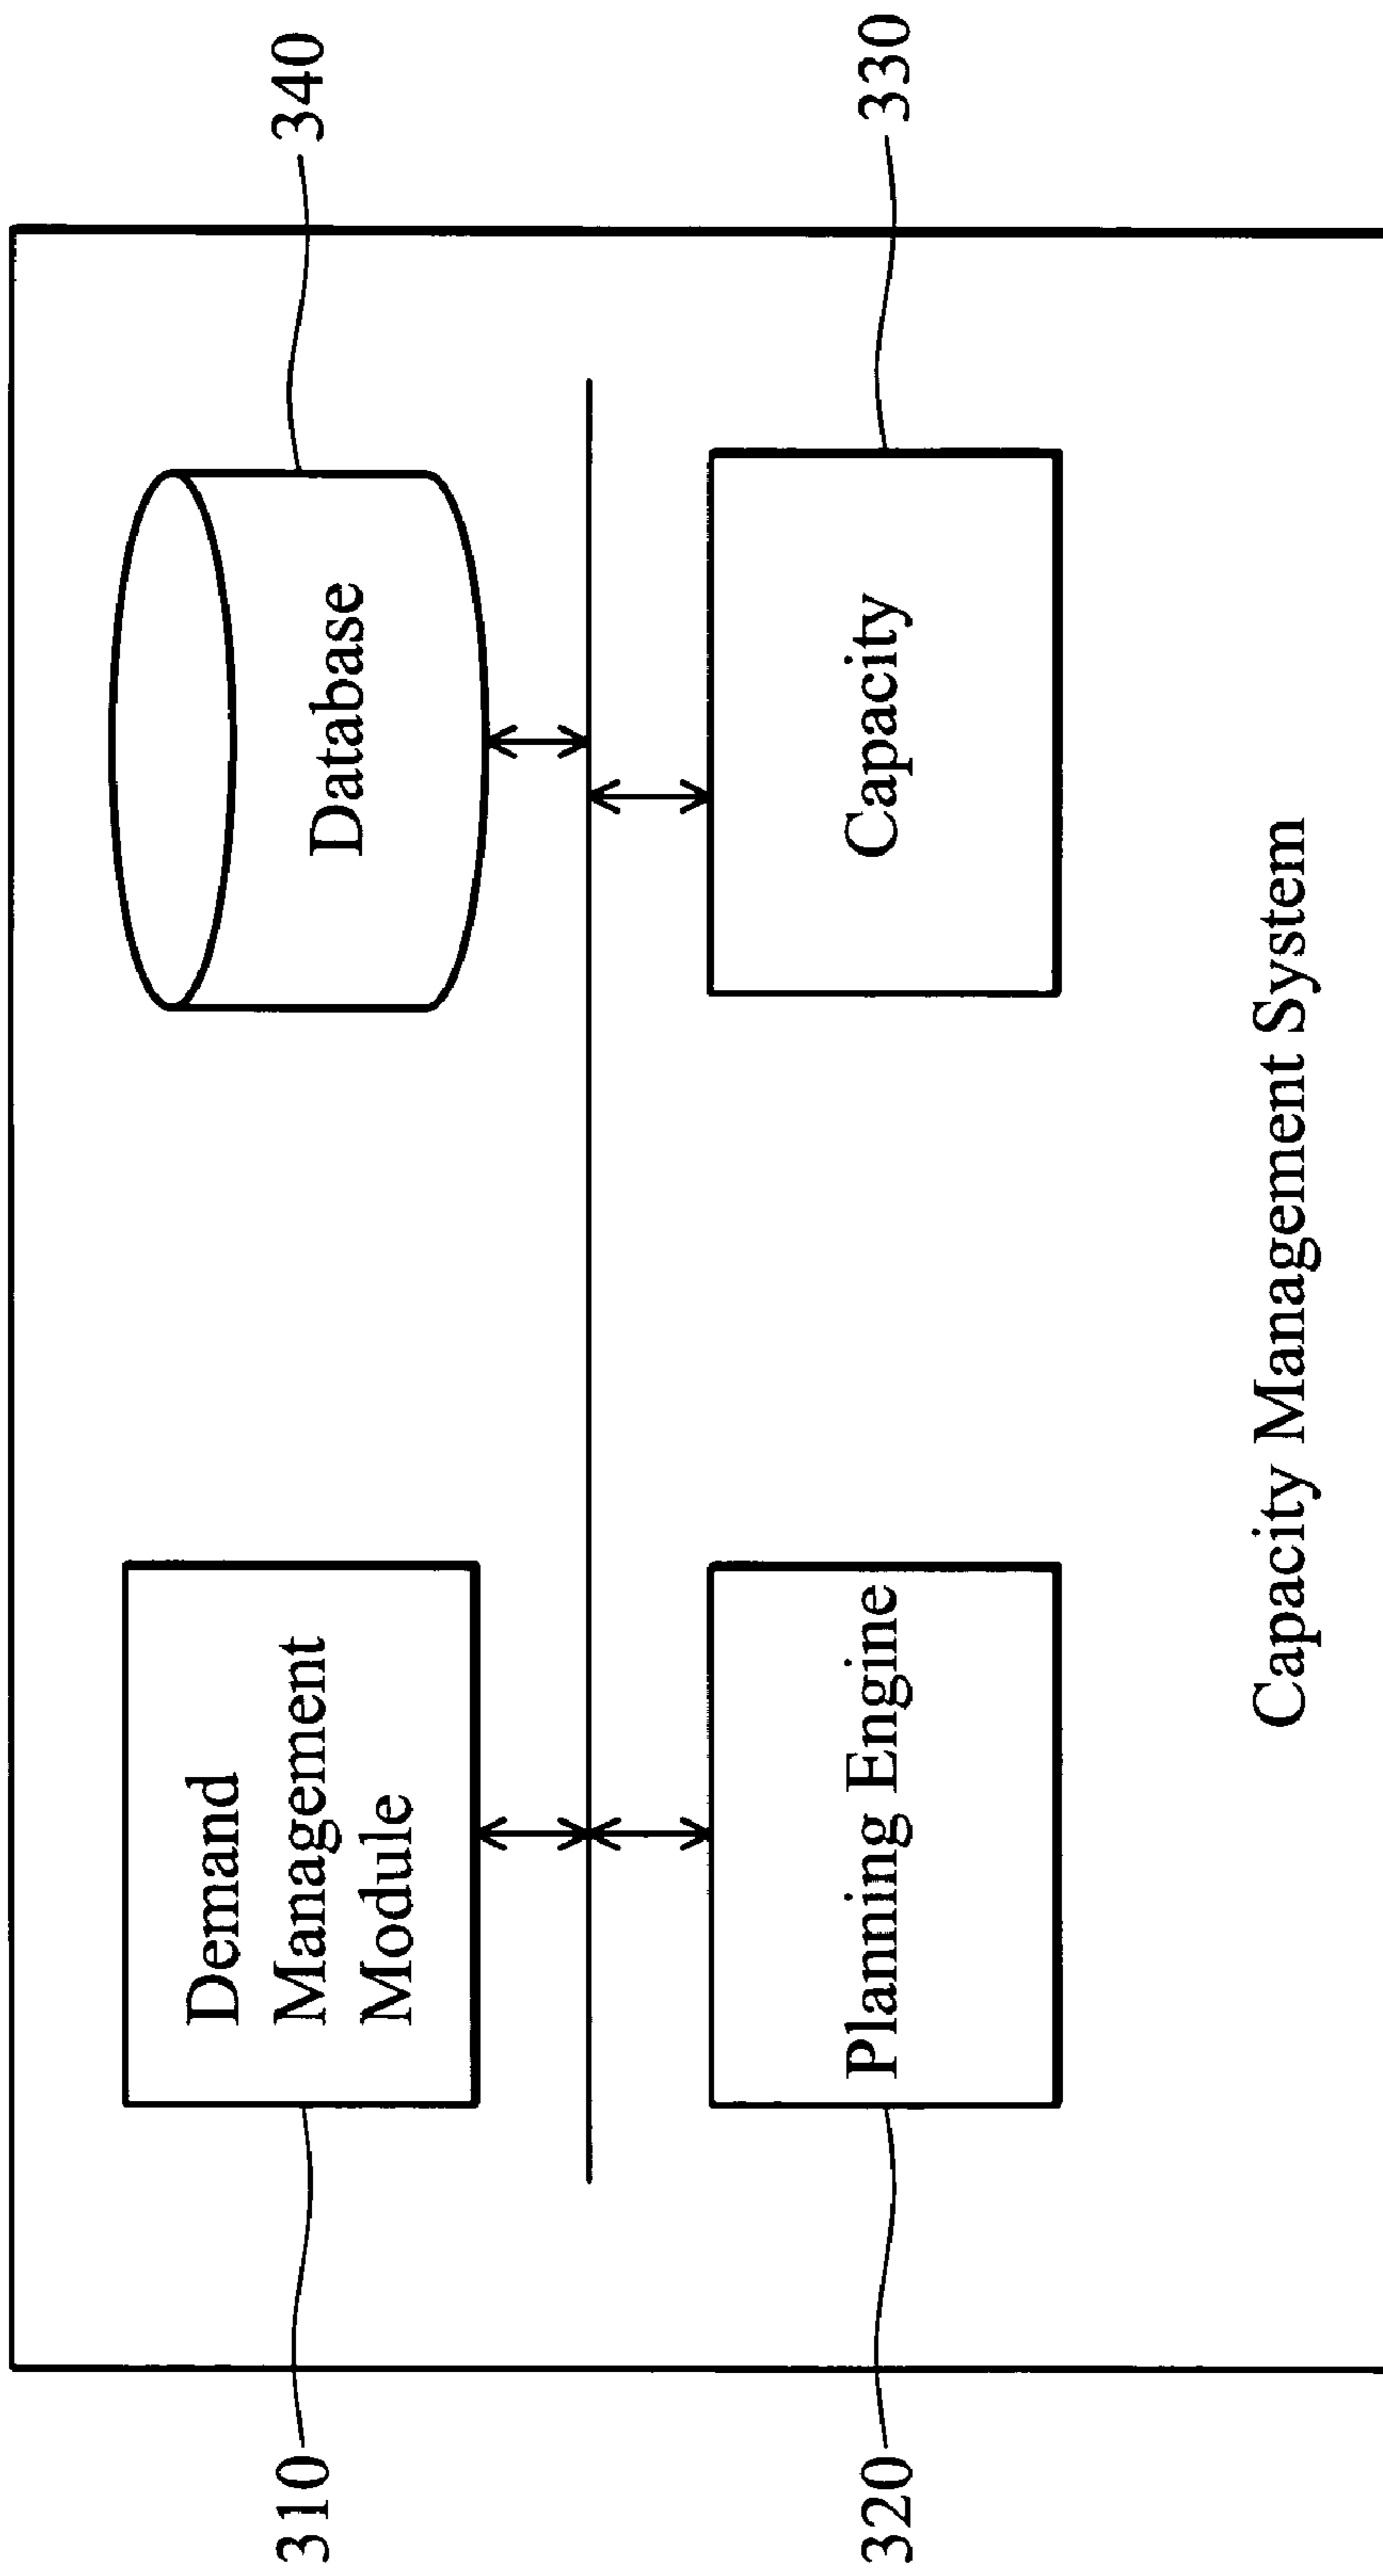 310
Demand
Management
Module
Database
340
320
Planning Engine
Capacity
330
Capacity Management System